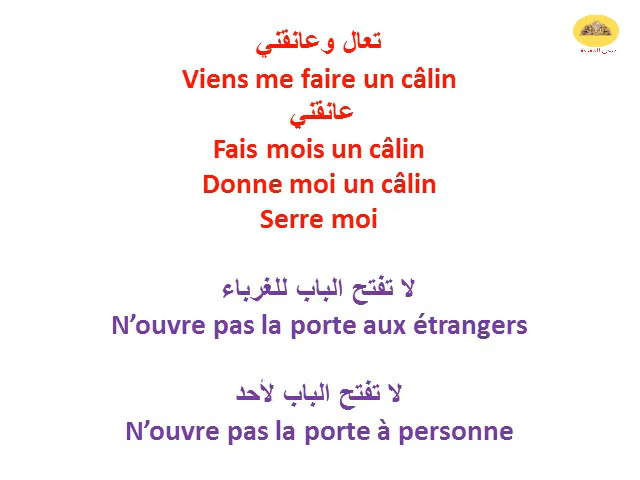 تعال وعانقني
Viens me faire un câlin
عانقني
Fais mois un câlin
Donne moi un câlin
Serre moi
لا تفتح الباب للغرباء
N’ouvre pas la porte aux étrangers
لا تفتح الباب لأحد
N’ouvre pas la porte à personne